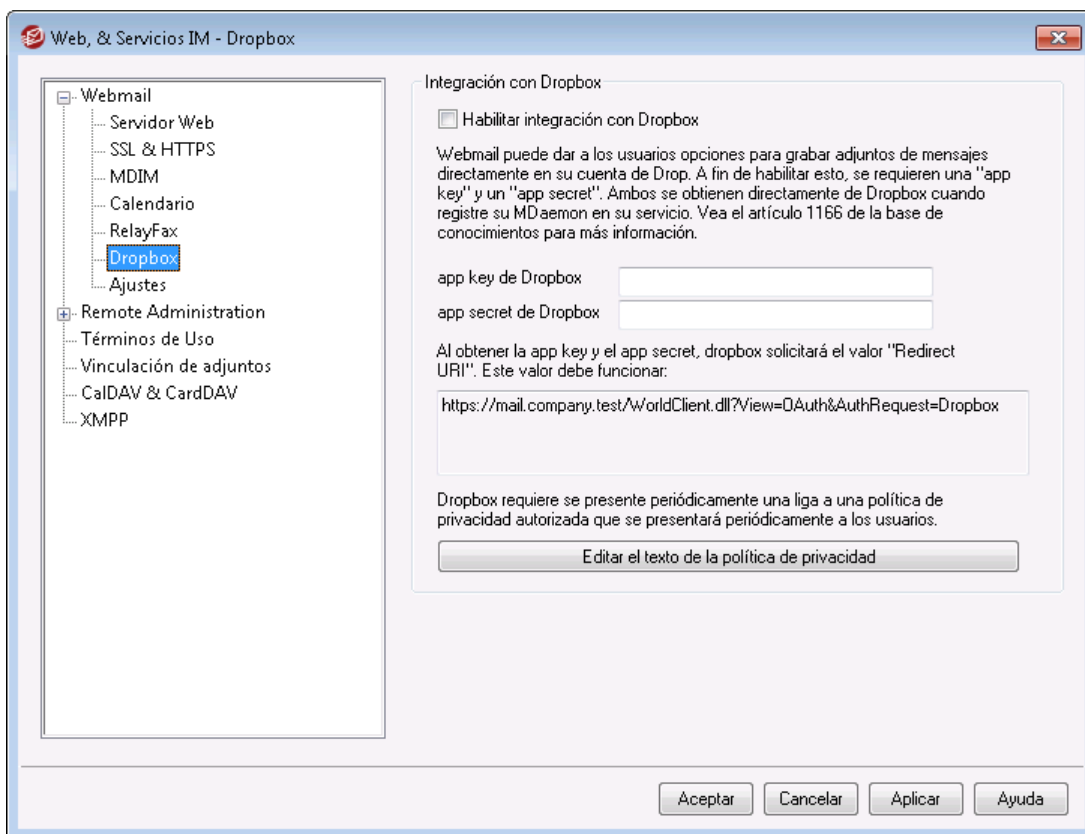 Web, & Servicios IM - Dropbox
Webmail
Servidor Web
SSL & HTTPS
MDIM
Calendario
RelayFax
Dropbox
Ajustes
Remote Administration
Términos de Uso
Vinculación de adjuntos
CalDAV & CardDAV
XMPP
Integración con Dropbox
Habilitar integración con Dropbox
Webmail puede dar a los usuarios opciones para grabar adjuntos de mensajes
directamente en su cuenta de Drop. A fin de habilitar esto, se requieren una "app
key" y un "app secret". Ambos se obtienen directamente de Dropbox cuando
registre su MDaemon en su servicio. Vea el artículo 1166 de la base de
conocimientos para más información.
app key de Dropbox
app secret de Dropbox
Al obtener la app key y el app secret, dropbox solicitará el valor "Redirect
URI". Este valor debe funcionar:
https://mail.company.test/WorldClient.dll?View=OAuth&AuthRequest=Dropbox
Dropbox requiere se presente periódicamente una liga a una política de
privacidad autorizada que se presentará periódicamente a los usuarios.
Editar el texto de la política de privacidad
Aceptar
Cancelar
Aplicar
Ayuda